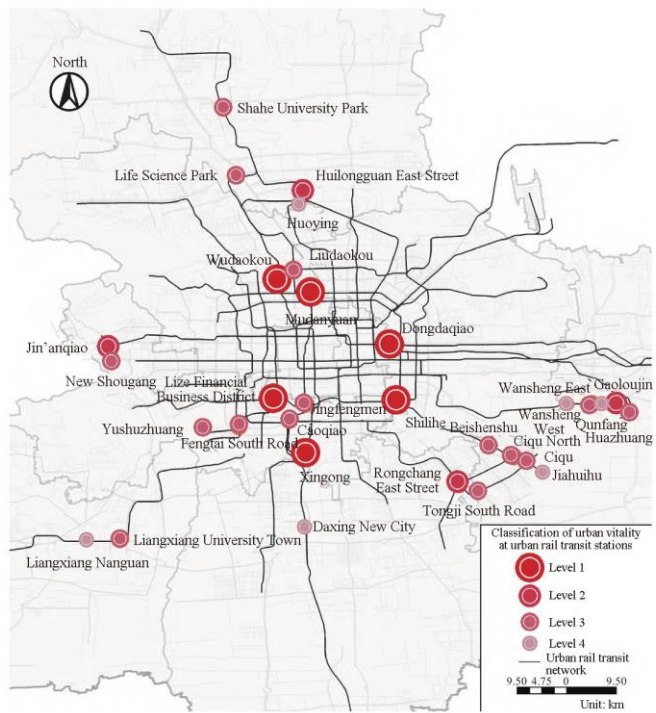 North
Shahe University Park
Life Science Park
Huilongguan East Street
Huoying
Liudaokou
Wudaokou
Mudanyuan
Dongdaqiao
Jin'anqiao
New Shougang
Lize Financial
Business District
Jingfengmen
Shilihe
Wansheng East
Gaoloujin
Wansheng
West
Qunfang
Huazhuang
Yushuzhuang
Fengtai South Road
Caoqiao
Beishenshu
Ciqu North
Ciqu
Jiahuihu
Xingong
Rongchang
East Street
Tongji South Road
Daxing New City
Liangxiang University Town
Liangxiang Nanguan
Classification of urban vitality
at urban rail transit stations
Level 1
Level 2
Level 3
Level 4
Urban rail transit
network
9.50 4.75 0 9.50
Unit: km